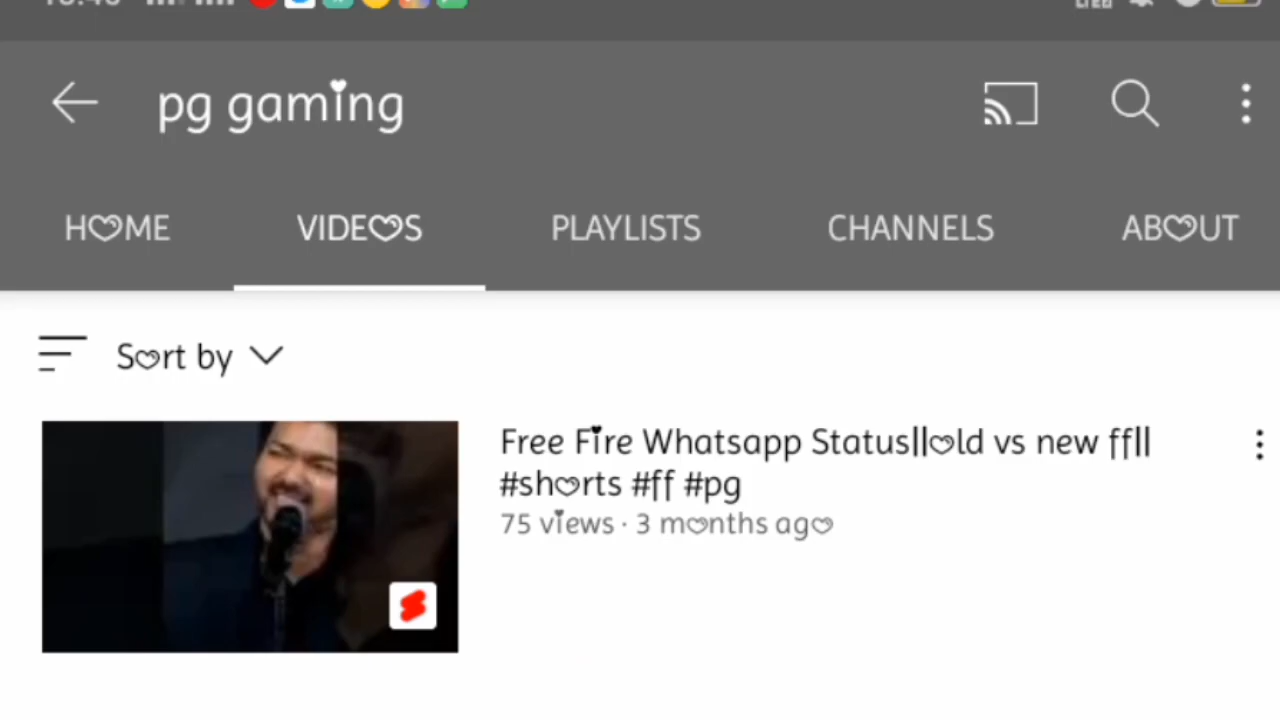 pg gaming
HOME VIDEOS PLAYLISTS CHANNELS ABOUT
Sort by
Free Fire Whatsapp Status||old vs new ff||
#shorts #ff #pg
75 views · 3 months ago